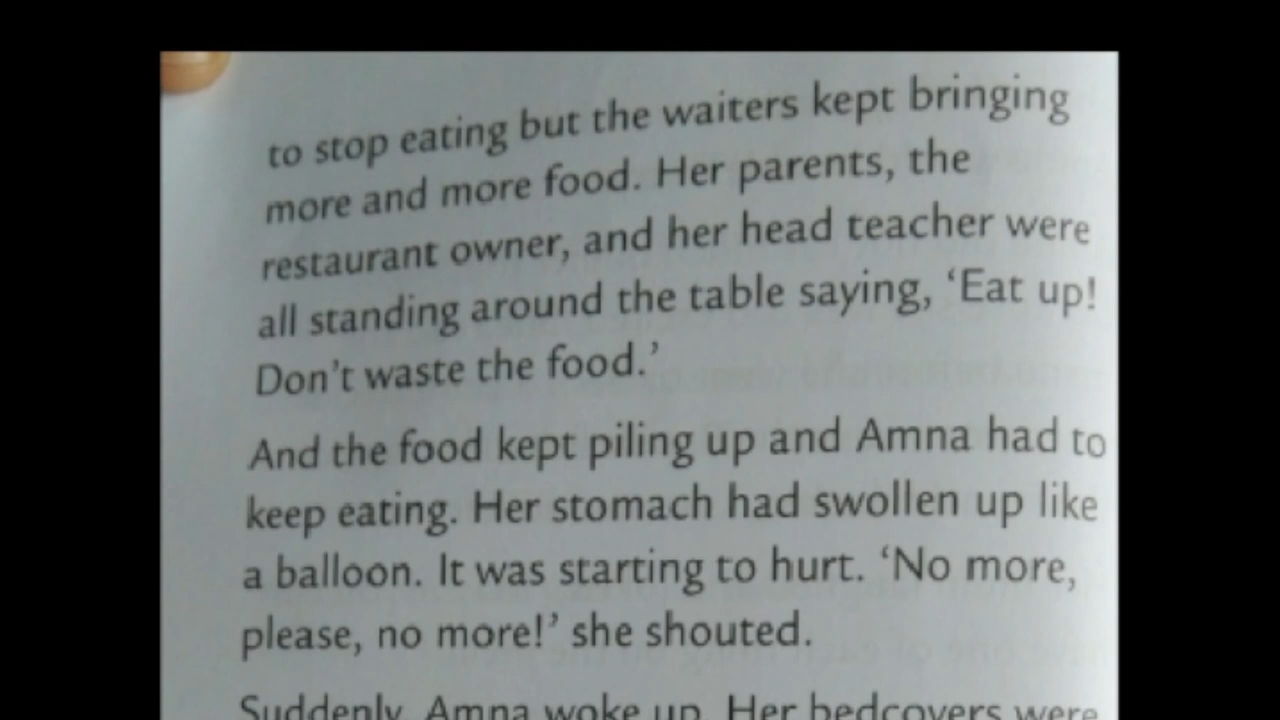 to stop eating but the waiters kept bringing
more and more food. Her parents, the
restaurant owner, and her head teacher were
all standing around the table saying, ‘Eat up!
Don’t waste the food.’
And the food kept piling up and Amna had to
keep eating. Her stomach had swollen up like
a balloon. It was starting to hurt. ‘No more,
please, no more!’ she shouted.
Suddenly, Amna woke up. Her bedcovers were